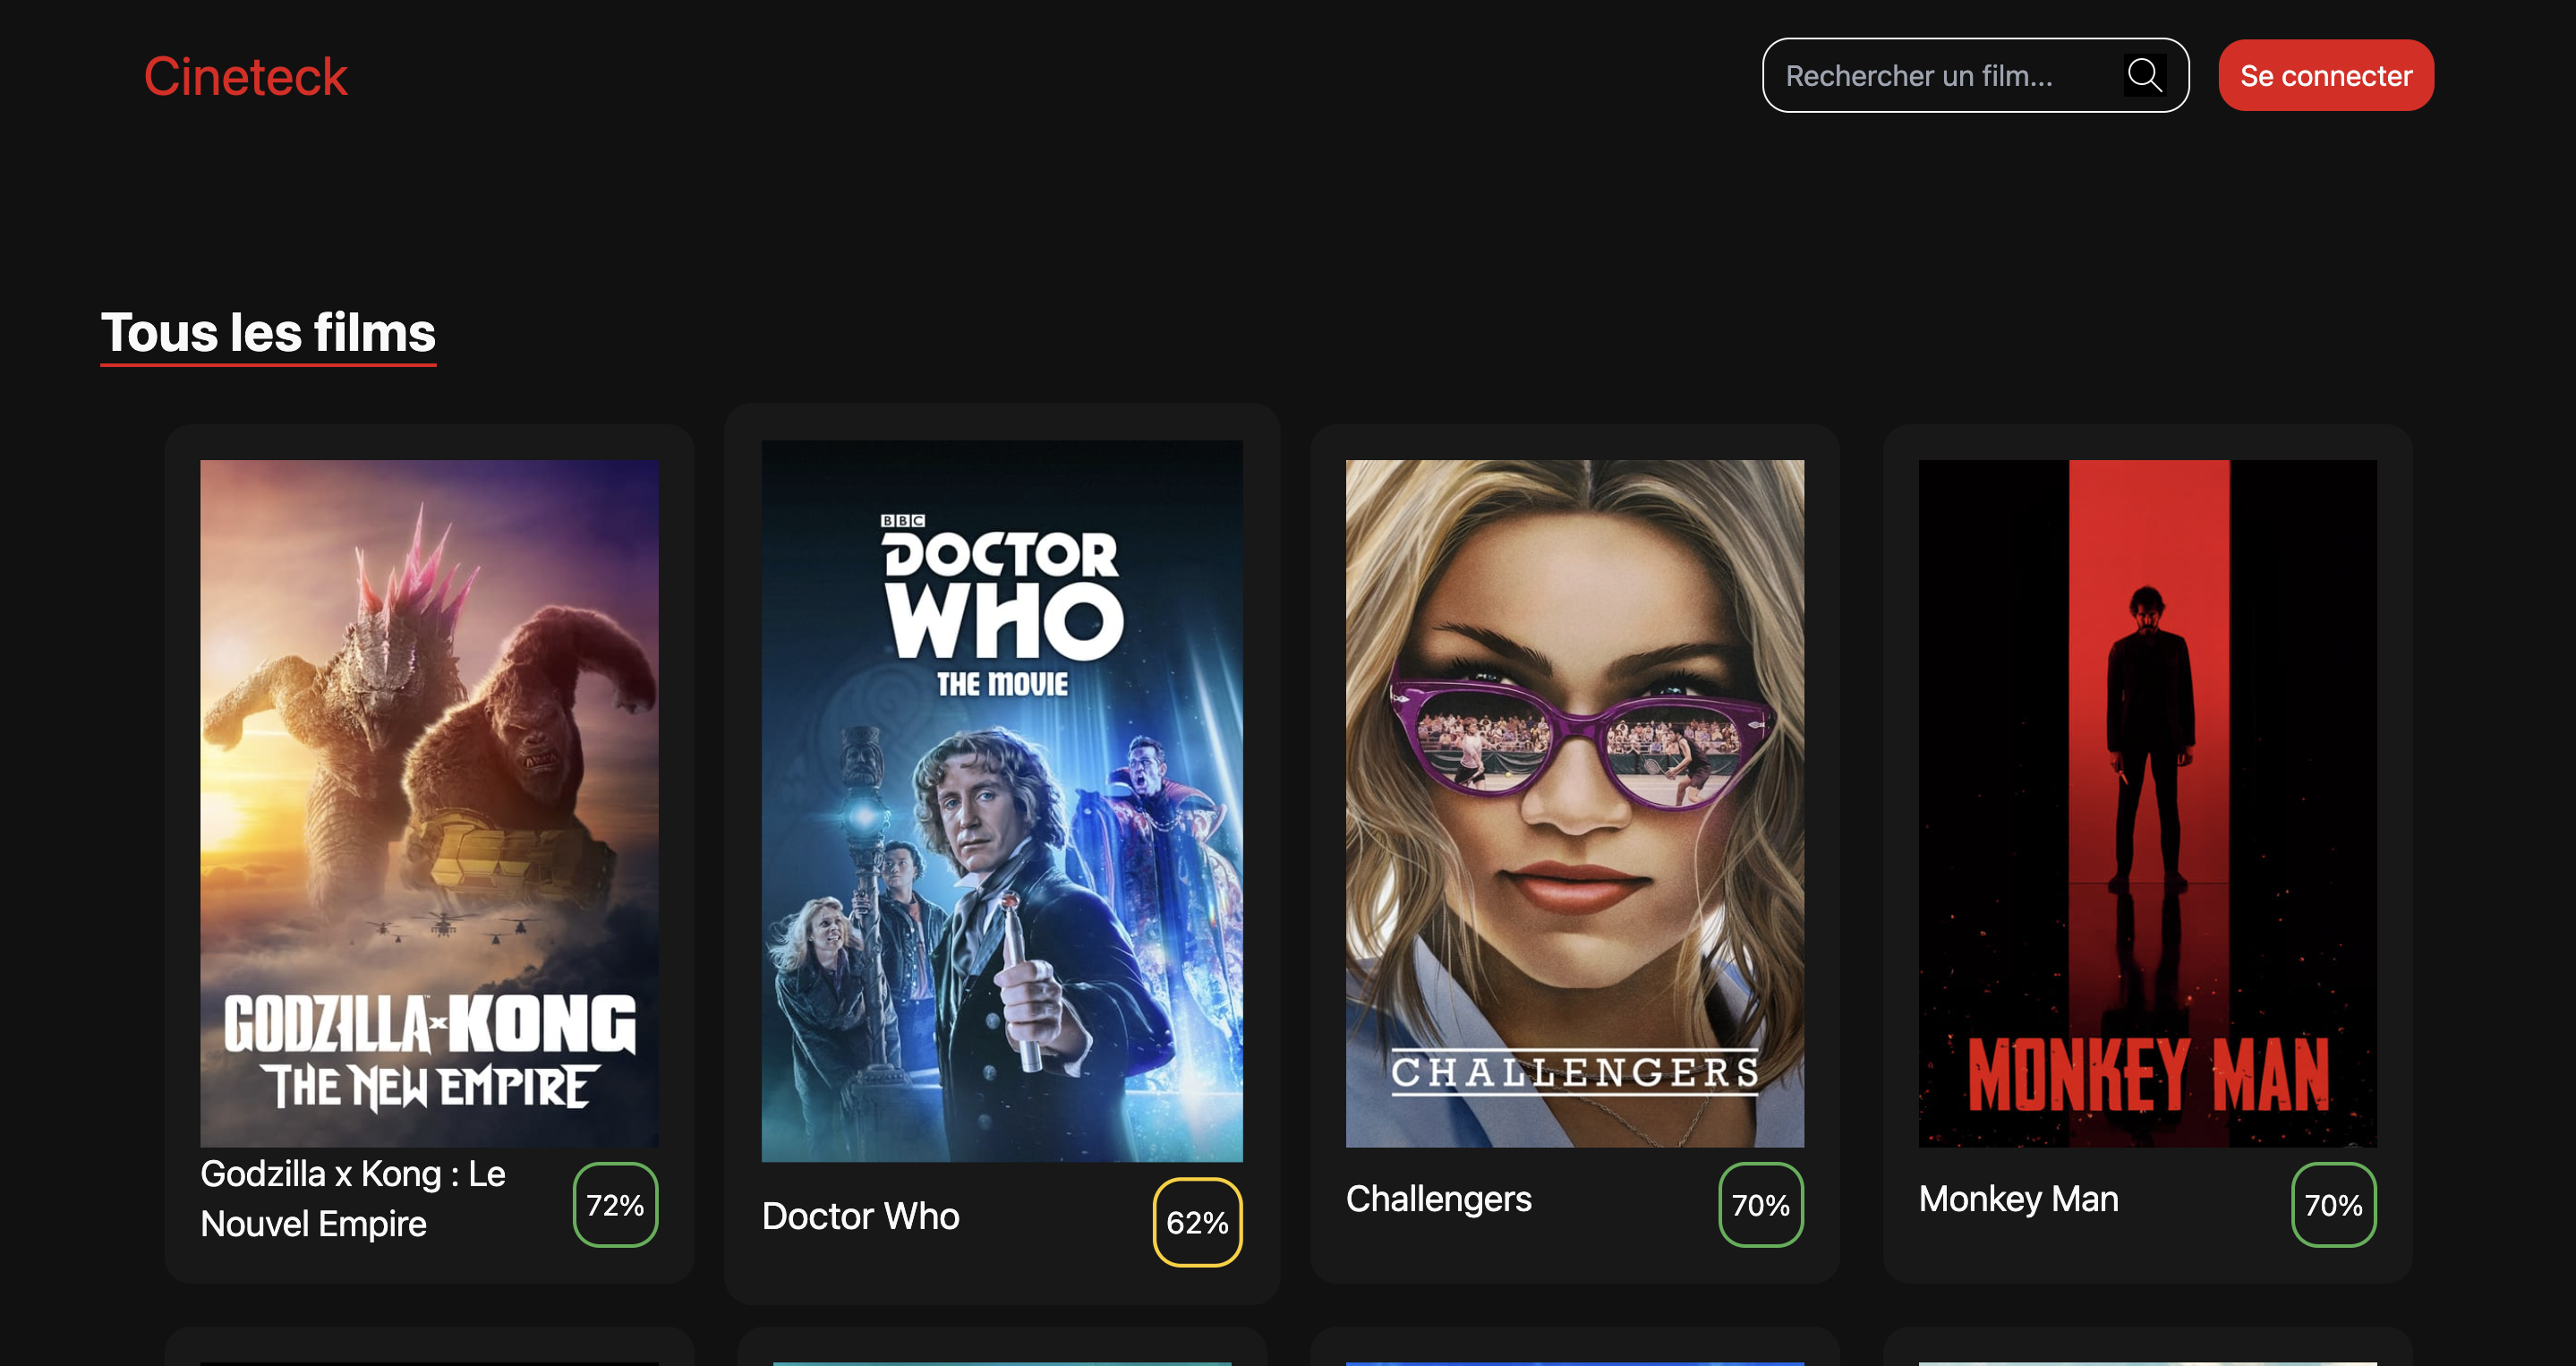 Cineteck
Rechercher un film...
Se connecter
Tous les films
GODZILLA x KONG
THE NEW EMPIRE
Godzilla x Kong : Le
Nouvel Empire
72%
BBC
DOCTOR
WHO
THE MOVIE
Doctor Who
62%
CHALLENGERS
Challengers
70%
MONKEY MAN
Monkey Man
70%